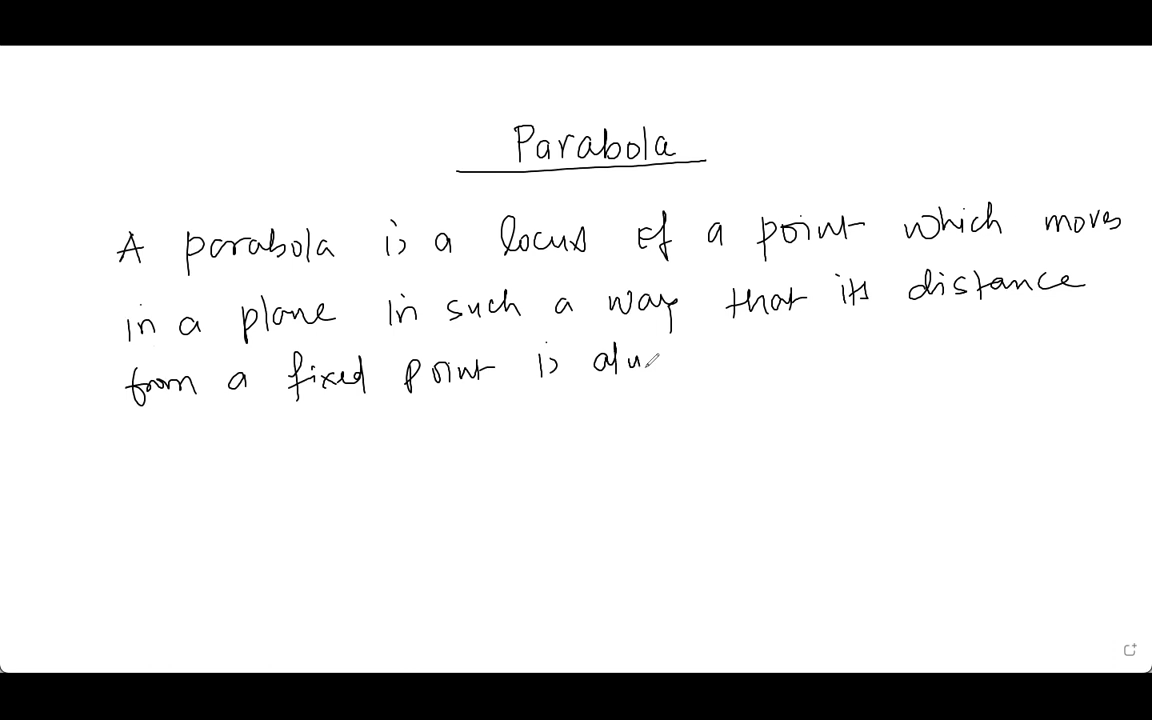 Parabola
A parabola is a locus of a point which moves
in a plane in such a way that its distance
from a fixed point is